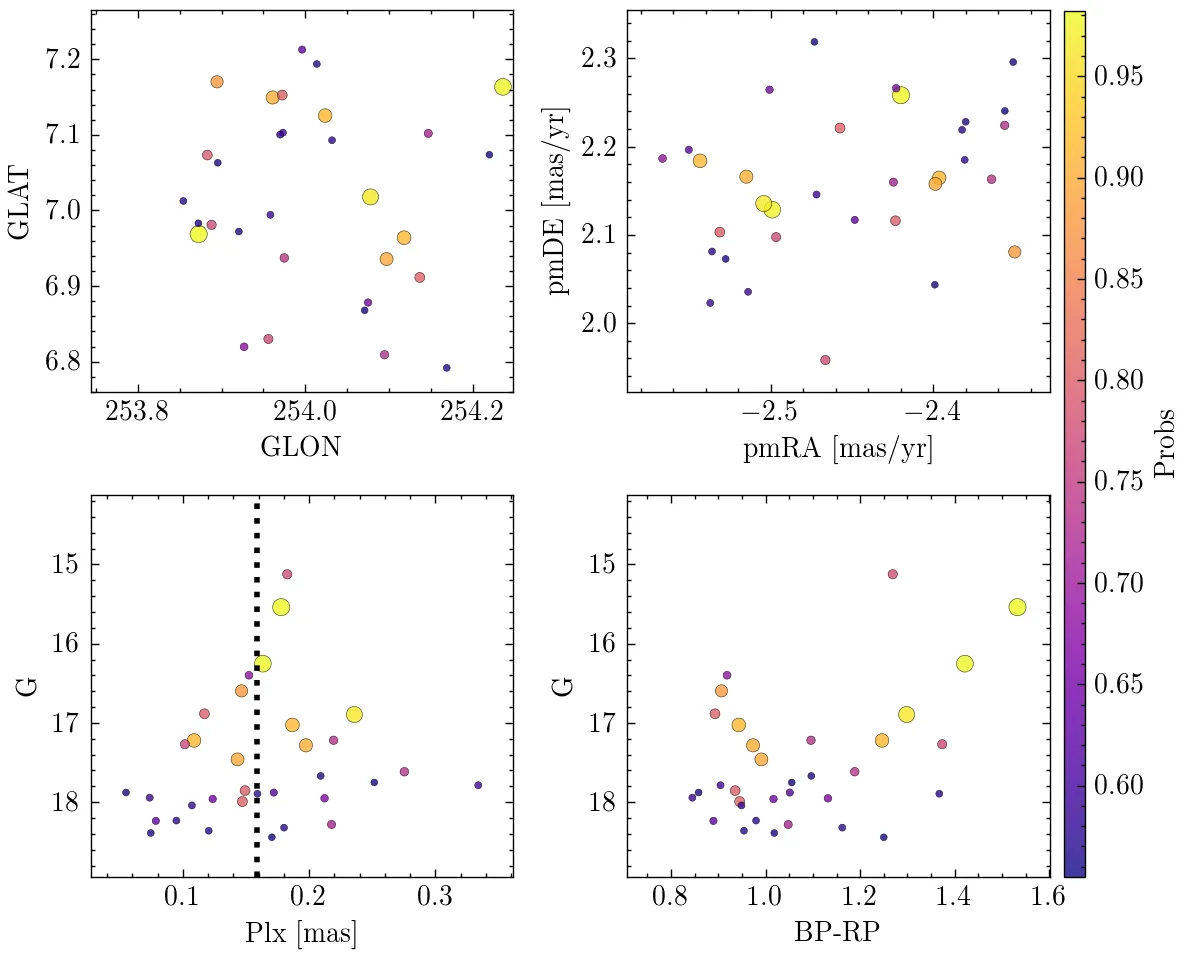 7.2
7.1
7.0
6.9
6.8
GLAT
253.8 254.0 254.2
GLON
2.3
2.2
2.1
2.0
pmDE [mas/yr]
−2.5 −2.4
pmRA [mas/yr]
0.95
0.90
0.85
0.80
0.75
0.70
0.65
0.60
Probs
15
16
17
18
G
0.1 0.2 0.3
Plx [mas]
15
16
17
18
G
0.8 1.0 1.2 1.4 1.6
BP-RP